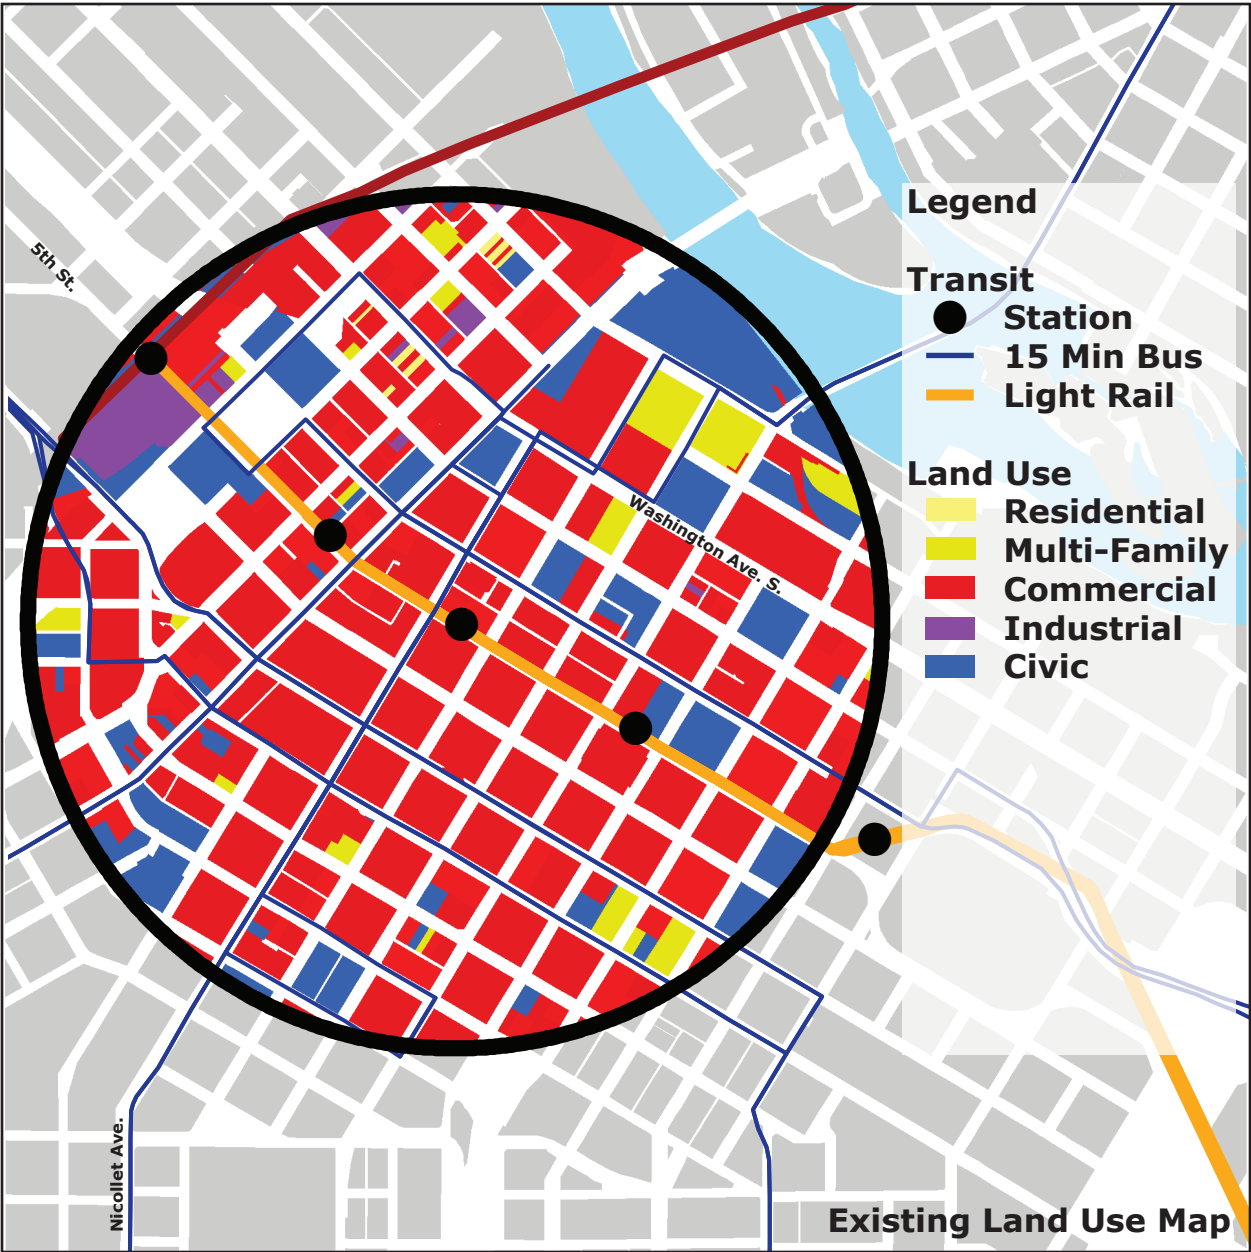 5th St.
Legend
Transit
Station
15 Min Bus
Light Rail
Land Use
Residential
Multi-Family
Commercial
Industrial
Civic
Washington Ave. S.
Nicollet Ave.
Existing Land Use Map